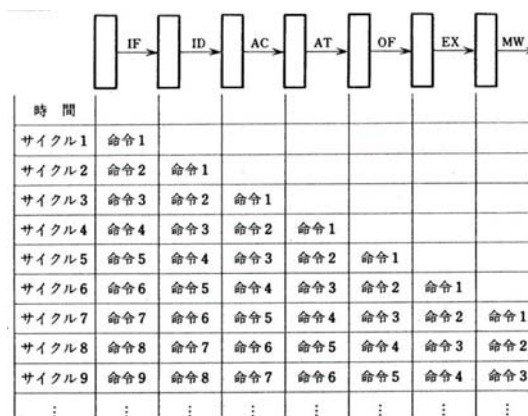 IF ID AC AT OF EX MW
時間
サイクル1 命令1
サイクル2 命令2 命令1
サイクル3 命令3 命令2 命令1
サイクル4 命令4 命令3 命令2 命令1
サイクル5 命令5 命令4 命令3 命令2 命令1
サイクル6 命令6 命令5 命令4 命令3 命令2 命令1
サイクル7 命令7 命令6 命令5 命令4 命令3 命令2 命令1
サイクル8 命令8 命令7 命令6 命令5 命令4 命令3 命令2
サイクル9 命令9 命令8 命令7 命令6 命令5 命令4 命令3
⋮ ⋮ ⋮ ⋮ ⋮ ⋮ ⋮ ⋮